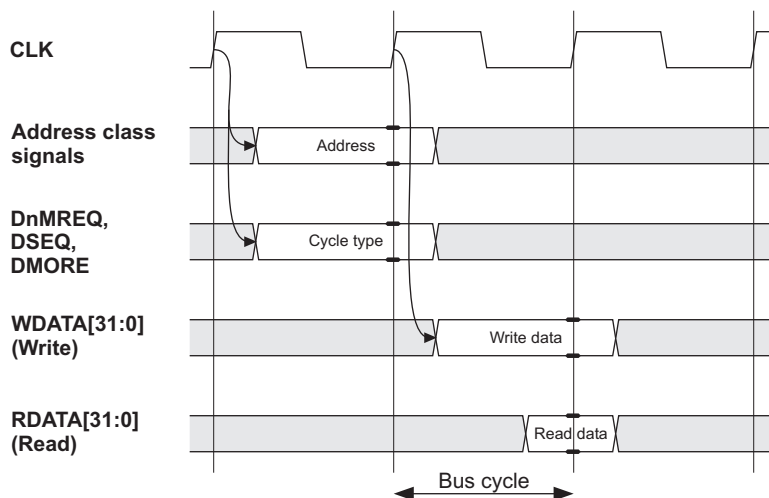 CLK
Address class
signals
Address
DnMREQ,
DSEQ,
DMORE
Cycle type
WDATA[31:0]
(Write)
Write data
RDATA[31:0]
(Read)
Read data
Bus cycle